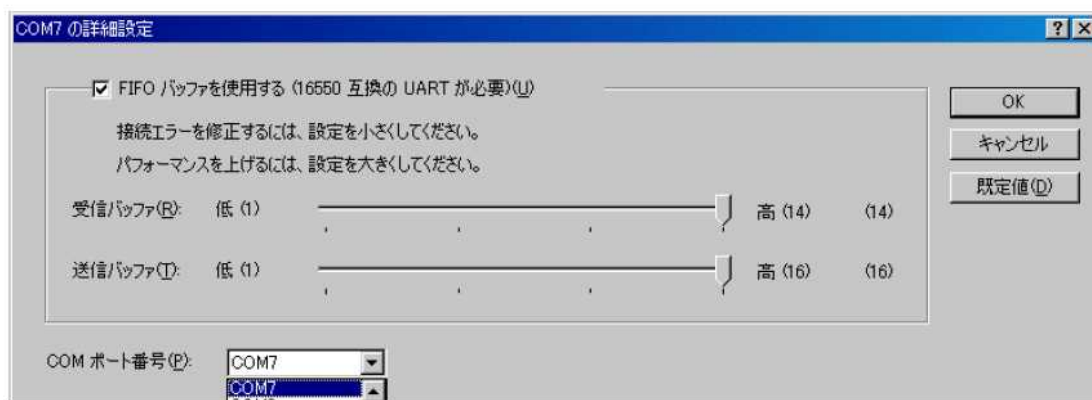 COM7 の詳細設定
FIFO バッファを使用する (16550 互換の UART が必要)(U)
OK
接続エラーを修正するには、設定を小さくしてください。
キャンセル
パフォーマンスを上げるには、設定を大きくしてください。
既定値(D)
受信バッファ(R): 低 (1) 高 (14) (14)
送信バッファ(T): 低 (1) 高 (16) (16)
COM ポート番号(P): COM7
COM7